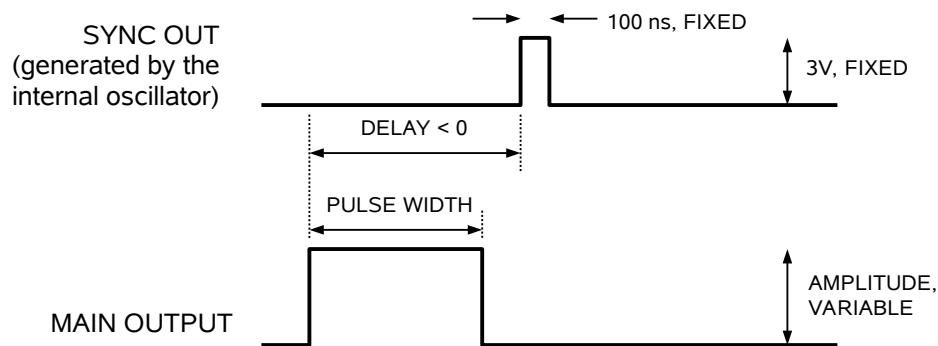 SYNC OUT
(generated by the
internal oscillator)
100 ns, FIXED
3V, FIXED
DELAY < 0
PULSE WIDTH
MAIN OUTPUT
AMPLITUDE,
VARIABLE